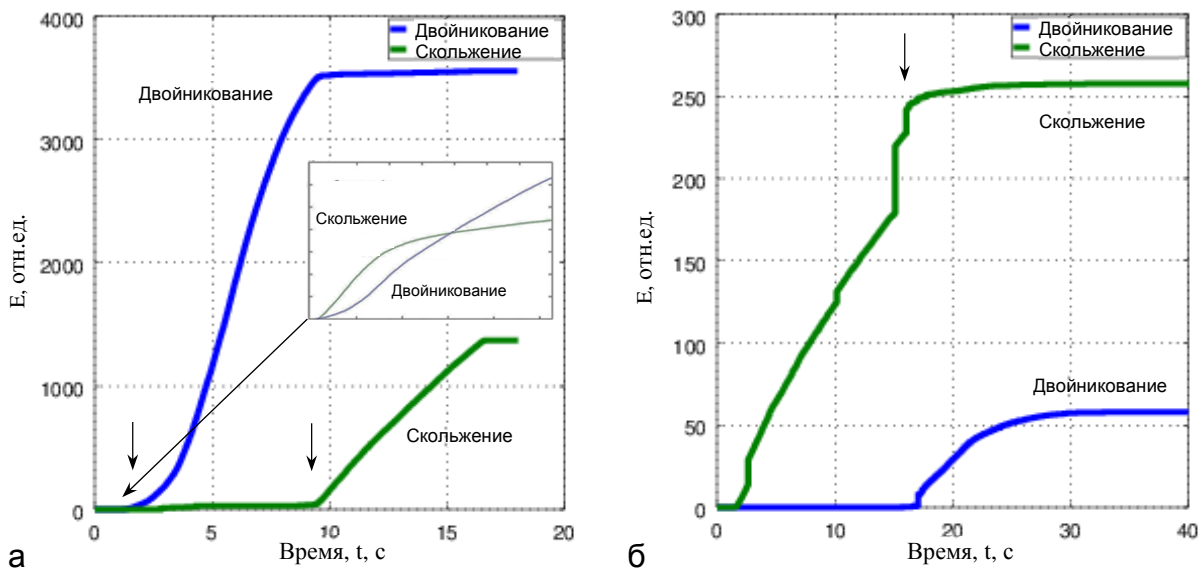 4000
3000
2000
1000
0
0
5
10
15
20
E, отн.ед.
Время, t, с
Двойникование
Скольжение
Двойникование
Скольжение
Двойникование
Скольжение
а
300
250
200
150
100
50
0
0
10
20
30
40
E, отн.ед.
Время, t, с
Двойникование
Скольжение
Скольжение
Двойникование
б